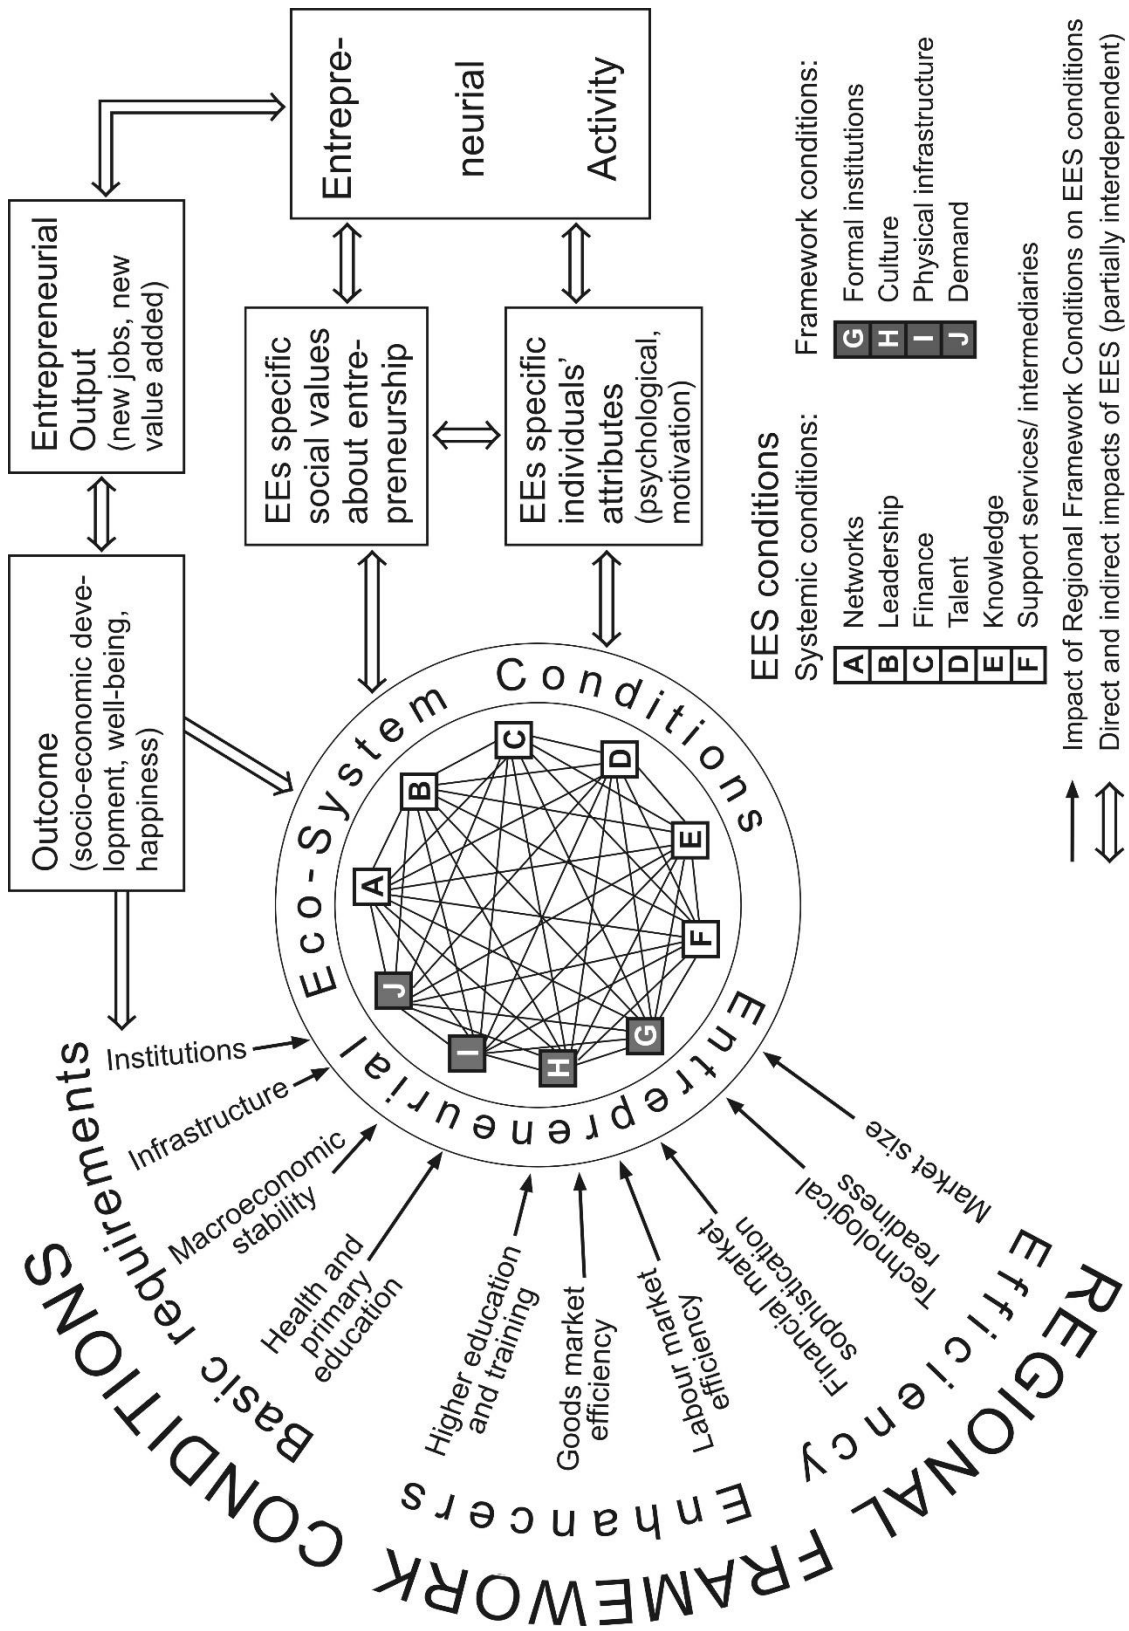 REGIONAL FRAMEWORK CONDITIONS
Basic requirements
Institutions
Infrastructure
Macroeconomic
stability
Health and
primary
education
Efficiency
Enhancers
Higher education
and training
Goods market
efficiency
Labour market
efficiency
Financial market
sophistication
Technological
readiness
Market size
Entrepreneurial Eco-System Conditions
A
B
C
D
E
F
G
H
I
J
Outcome
(socio-economic deve-
lopment, well-being,
happiness)
Entrepreneurial
Output
(new jobs, new
value added)
EEs specific
social values
about entre-
preneurship
EEs specific
individuals’
attributes
(psychological,
motivation)
Entrepre-
neurial
Activity
EES conditions
Systemic conditions:
A Networks
B Leadership
C Finance
D Talent
E Knowledge
F Support services/ intermediaries
Framework conditions:
G Formal institutions
H Culture
I Physical infrastructure
J Demand
Impact of Regional Framework Conditions on EES conditions
Direct and indirect impacts of EES (partially interdependent)